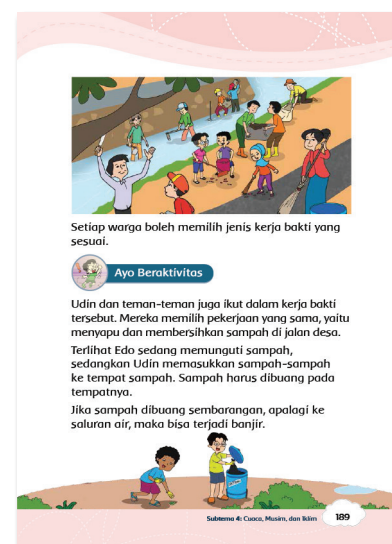 Setiap warga boleh memilih jenis kerja bakti yang
sesuai.
Ayo Beraktivitas
Udin dan teman-teman juga ikut dalam kerja bakti
tersebut. Mereka memilih pekerjaan yang sama, yaitu
menyapu dan membersihkan sampah di jalan desa.
Terlihat Edo sedang memunguti sampah,
sedangkan Udin memasukkan sampah-sampah
ke tempat sampah. Sampah harus dibuang pada
tempatnya.
Jika sampah dibuang sembarangan, apalagi ke
saluran air, maka bisa terjadi banjir.
Subtema 4: Cuaca, Musim, dan Iklim
189